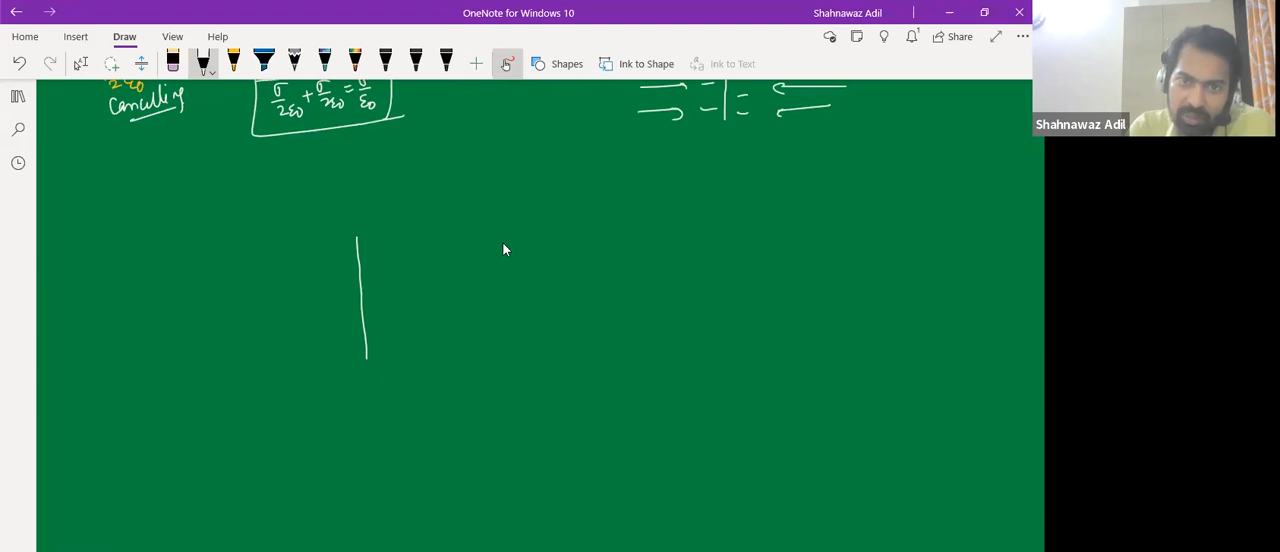 OneNote for Windows 10
Shahnawaz Adil
Home Insert Draw View Help
Share
Shapes
Ink to Shape
Ink to Text
2ε0
Cancelling
σ/2ε0 + σ/2ε0 = σ/ε0
Shahnawaz Adil